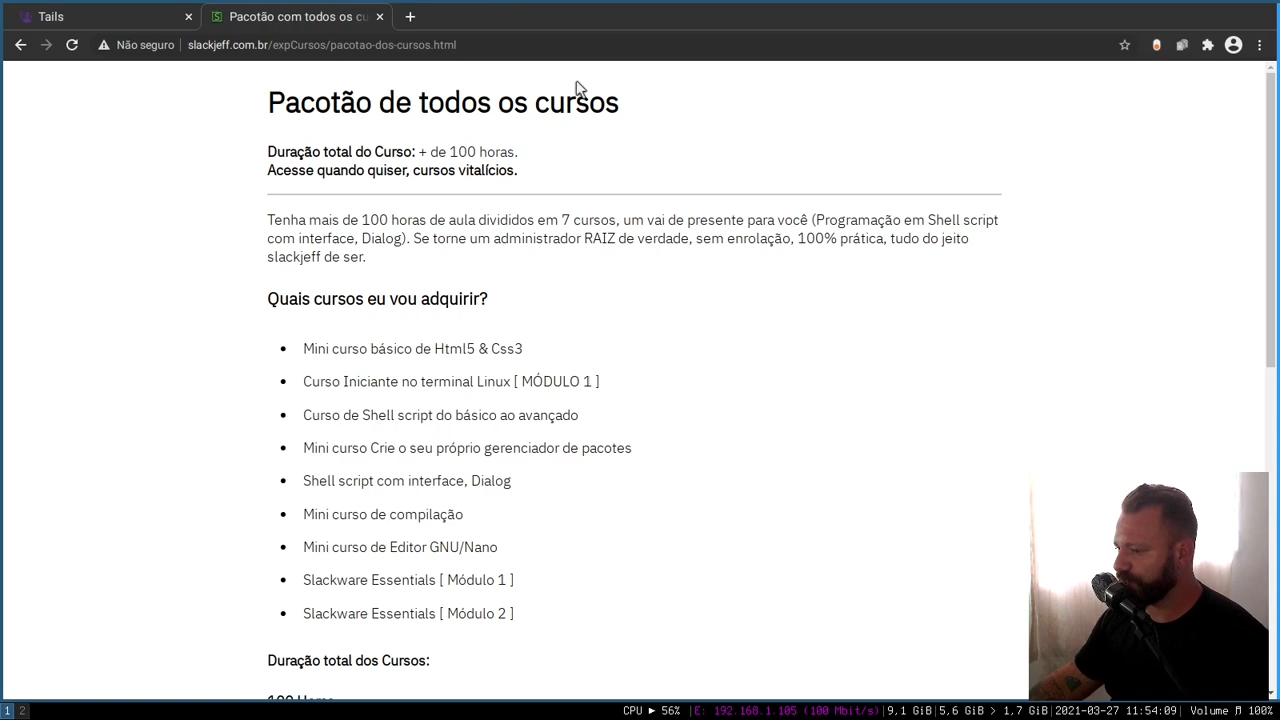 Tails
Pacotão com todos os cu
Não seguro
slackjeff.com.br/expCursos/pacotao-dos-cursos.html
Pacotão de todos os cursos
Duração total do Curso: + de 100 horas.
Acesse quando quiser, cursos vitalícios.
Tenha mais de 100 horas de aula divididos em 7 cursos, um vai de presente para você (Programação em Shell script
com interface, Dialog). Se torne um administrador RAIZ de verdade, sem enrolação, 100% prática, tudo do jeito
slackjeff de ser.
Quais cursos eu vou adquirir?
Mini curso básico de Html5 & Css3
Curso Iniciante no terminal Linux [ MÓDULO 1 ]
Curso de Shell script do básico ao avançado
Mini curso Crie o seu próprio gerenciador de pacotes
Shell script com interface, Dialog
Mini curso de compilação
Mini curso de Editor GNU/Nano
Slackware Essentials [ Módulo 1 ]
Slackware Essentials [ Módulo 2 ]
Duração total dos Cursos:
100 Horas
1 2 CPU ► 56% |E: 192.168.1.105 (100 Mbit/s)|9,1 GiB|5,6 GiB > 1,7 GiB|2021-03-27 11:54:09| Volume ♬ 100%